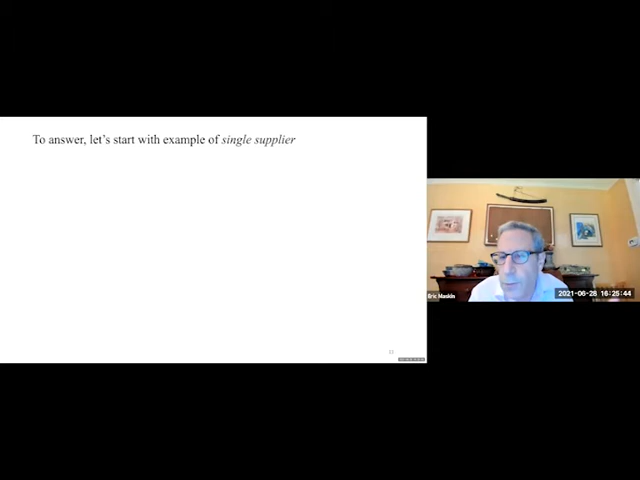 To answer, let's start with example of single supplier
Eric Maskin
2021-06-28 16:25:44